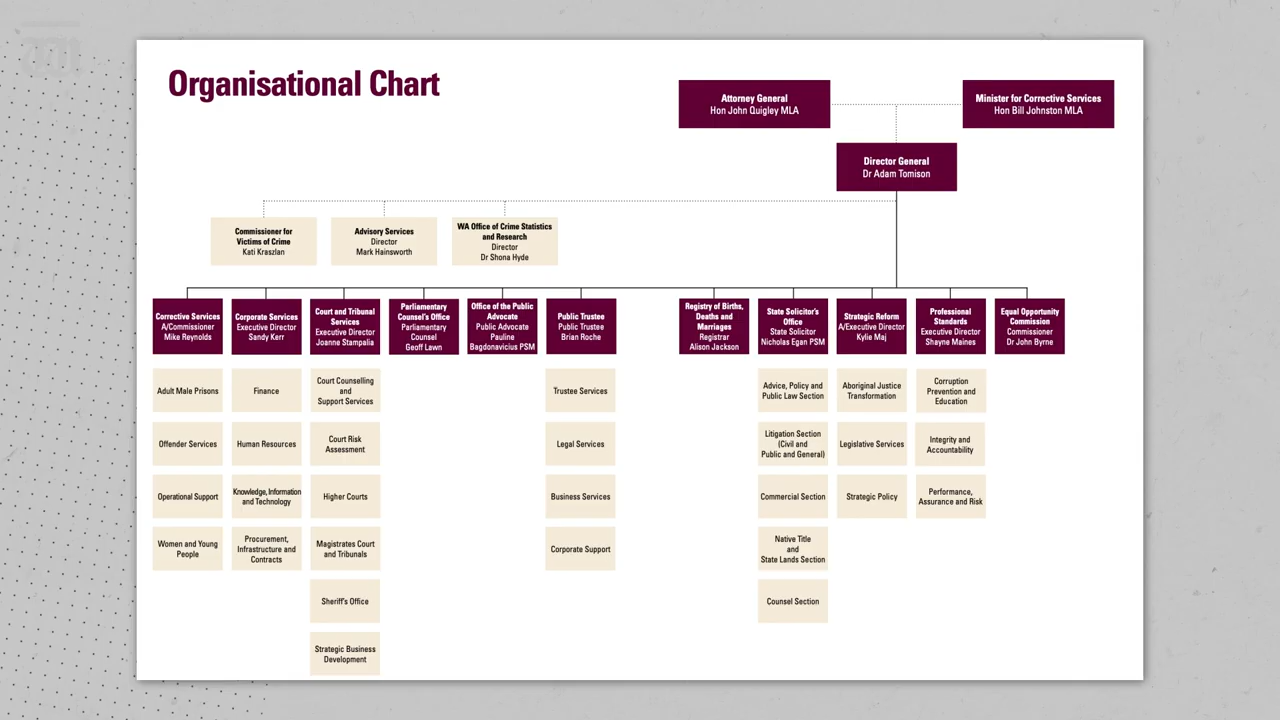 Organisational Chart
Attorney General
Hon John Quigley MLA
Minister for Corrective Services
Hon Bill Johnston MLA
Director General
Dr Adam Tomison
Commissioner for
Victims of Crime
Kati Kraszlan
Advisory Services
Director
Mark Hainsworth
WA Office of Crime Statistics
and Research
Director
Dr Shona Hyde
Corrective Services
A/Commissioner
Mike Reynolds
Corporate Services
Executive Director
Sandy Kerr
Court and Tribunal
Services
Executive Director
Joanne Stampalia
Parliamentary
Counsel's Office
Parliamentary
Counsel
Geoff Lawn
Office of the Public
Advocate
Public Advocate
Pauline
Bagdonavicius PSM
Public Trustee
Public Trustee
Brian Roche
Registry of Births,
Deaths and
Marriages
Registrar
Alison Jackson
State Solicitor's
Office
State Solicitor
Nicholas Egan PSM
Strategic Reform
A/Executive Director
Kylie Maj
Professional
Standards
Executive Director
Shayne Maines
Equal Opportunity
Commission
Commissioner
Dr John Byrne
Adult Male Prisons
Finance
Court Counselling
and
Support Services
Trustee Services
Advice, Policy and
Public Law Section
Aboriginal Justice
Transformation
Corruption
Prevention and
Education
Offender Services
Human Resources
Court Risk
Assessment
Legal Services
Litigation Section
(Civil and
Public and General)
Legislative Services
Integrity and
Accountability
Operational Support
Knowledge, Information
and Technology
Higher Courts
Business Services
Commercial Section
Strategic Policy
Performance,
Assurance and Risk
Women and Young
People
Procurement,
Infrastructure and
Contracts
Magistrates Court
and Tribunals
Corporate Support
Native Title
and
State Lands Section
Sheriff's Office
Counsel Section
Strategic Business
Development